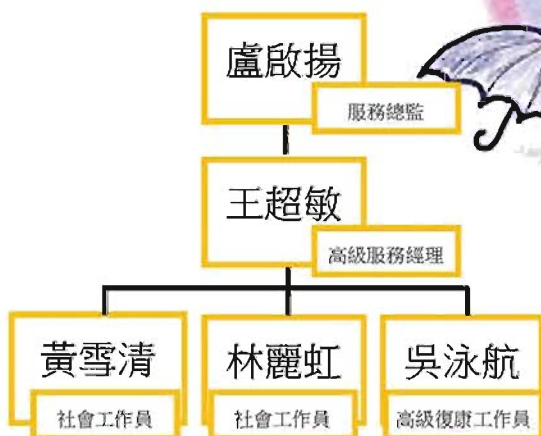 盧啟揚
服務總監
王超敏
高級服務經理
黃雪清
林麗虹
吳泳航
社會工作員
社會工作員
高級復康工作員